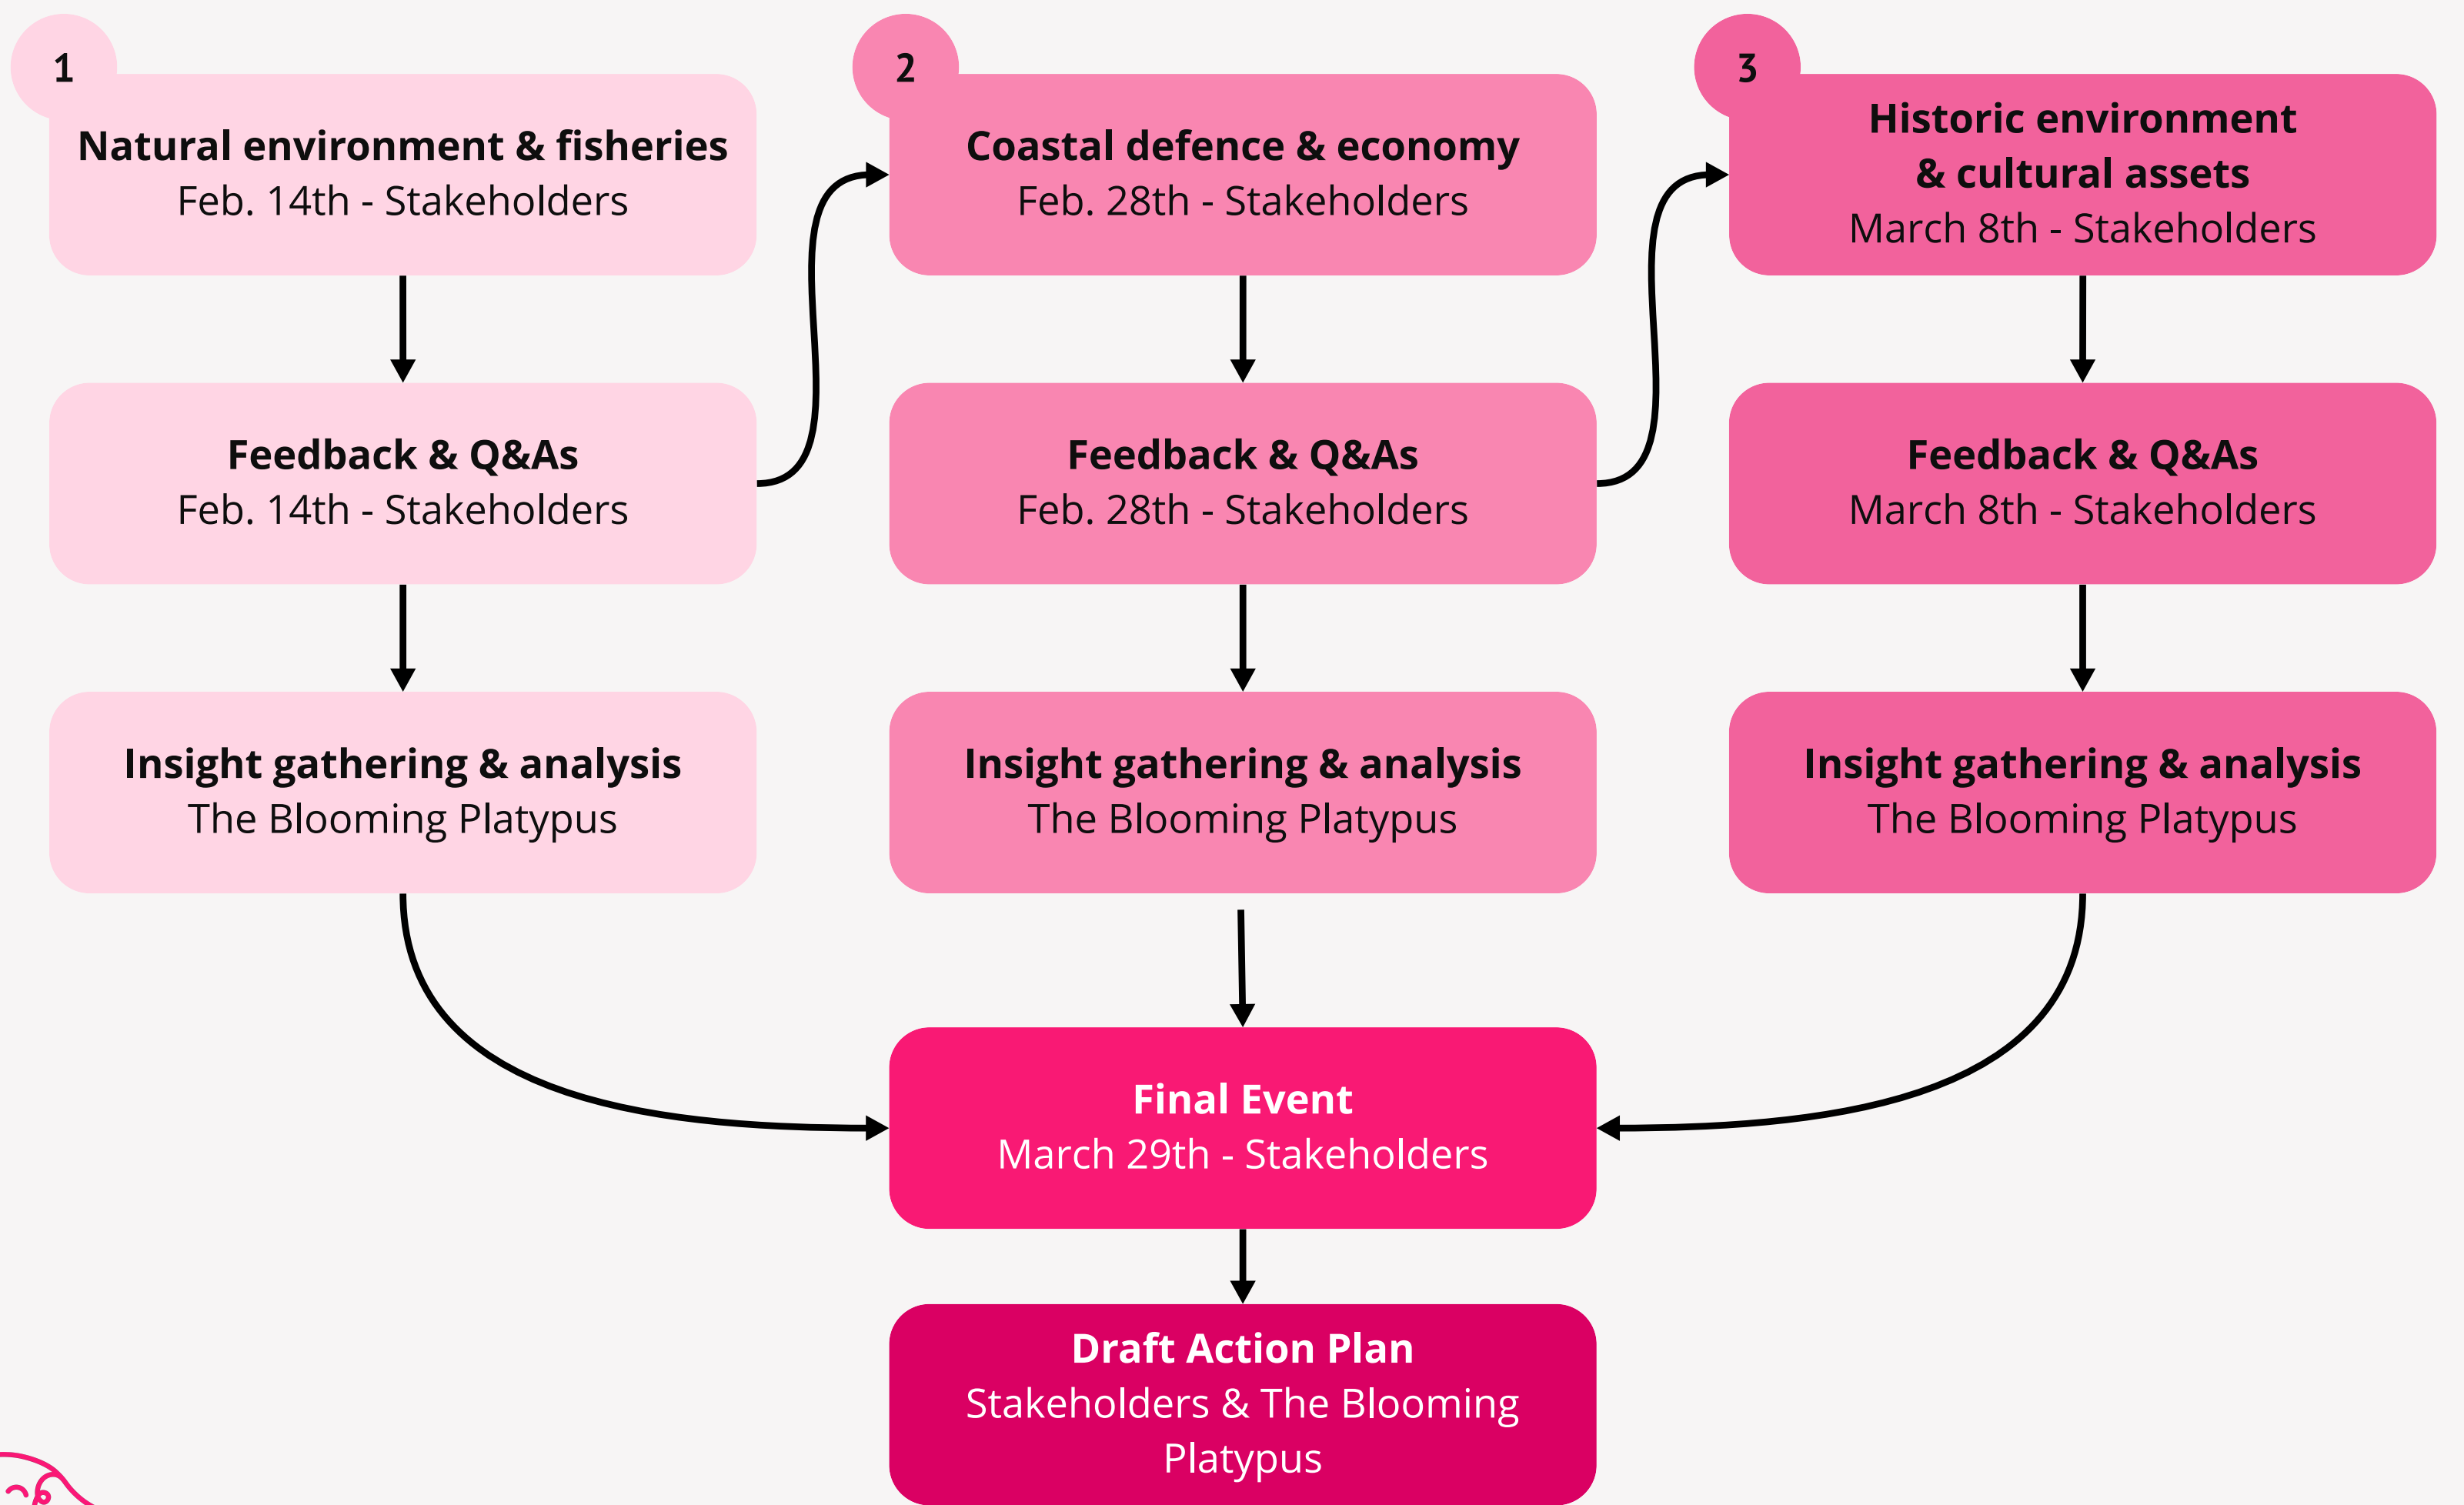 1
Natural environment & fisheries
Feb. 14th - Stakeholders
Feedback & Q&As
Feb. 14th - Stakeholders
Insight gathering & analysis
The Blooming Platypus
2
Coastal defence & economy
Feb. 28th - Stakeholders
Feedback & Q&As
Feb. 28th - Stakeholders
Insight gathering & analysis
The Blooming Platypus
3
Historic environment
& cultural assets
March 8th - Stakeholders
Feedback & Q&As
March 8th - Stakeholders
Insight gathering & analysis
The Blooming Platypus
Final Event
March 29th - Stakeholders
Draft Action Plan
Stakeholders & The Blooming
Platypus